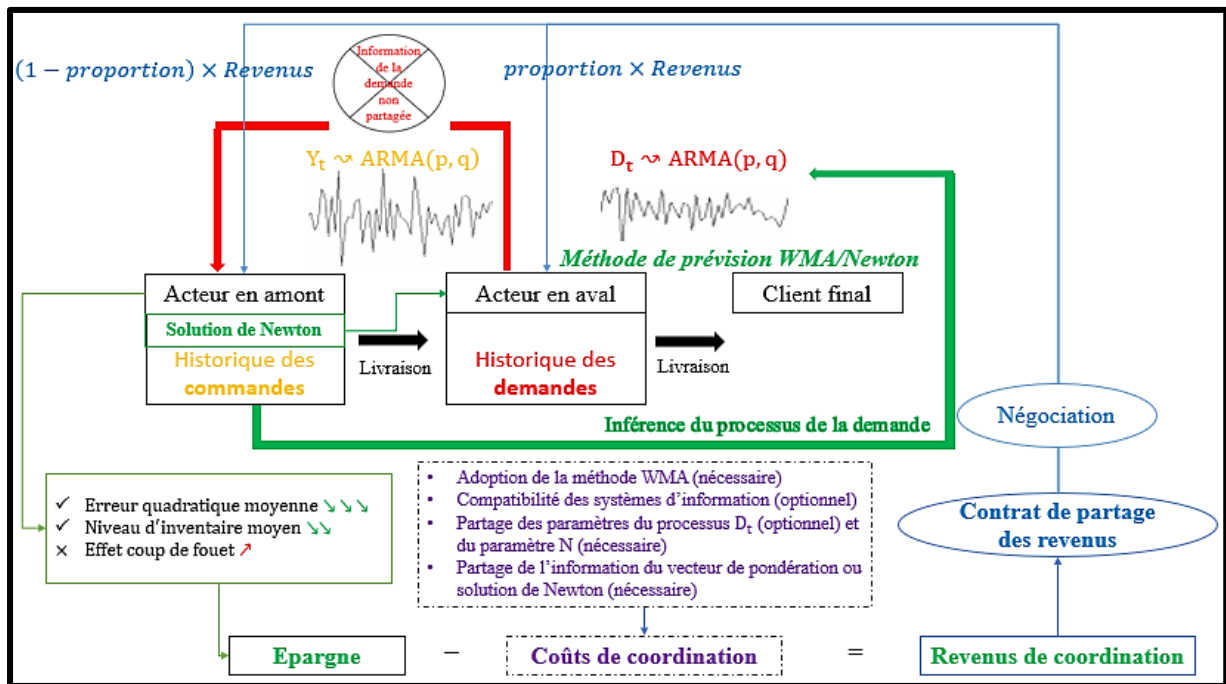 (1 − proportion) × Revenus
Information
de la
demande
non
partagée
proportion × Revenus
Y_t ↝ ARMA(p, q)
D_t ↝ ARMA(p, q)
Méthode de prévision WMA/Newton
Acteur en amont
Solution de Newton
Historique des
commandes
Livraison
Acteur en aval
Historique des
demandes
Livraison
Client final
Inférence du processus de la demande
Négociation
✓ Erreur quadratique moyenne ↘↘↘
✓ Niveau d'inventaire moyen ↘↘
× Effet coup de fouet ↗
• Adoption de la méthode WMA (nécessaire)
• Compatibilité des systèmes d'information (optionnel)
• Partage des paramètres du processus D_t (optionnel) et
du paramètre N (nécessaire)
• Partage de l'information du vecteur de pondération ou
solution de Newton (nécessaire)
Contrat de partage
des revenus
Epargne − Coûts de coordination = Revenus de coordination